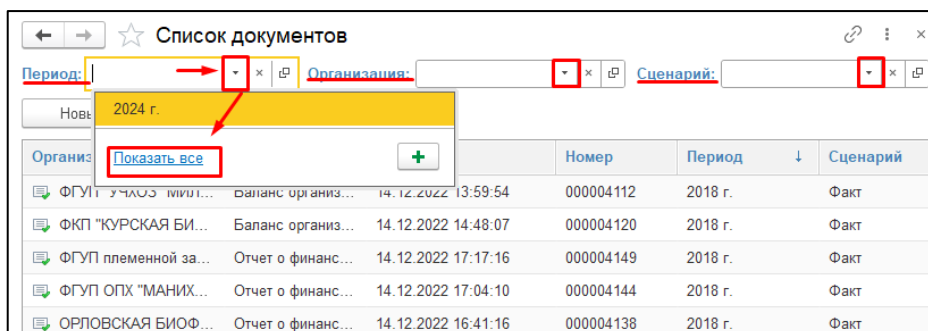 Список документов
Период: Организация: Сценарий:
2024 г.
Показать все
Номер Период ↓ Сценарий
Баланс организ... 14.12.2022 13:59:54 000004112 2018 г. Факт
ФКП "КУРСКАЯ БИ... Баланс организ... 14.12.2022 14:48:07 000004120 2018 г. Факт
ФГУП племенной за... Отчет о финанс... 14.12.2022 17:17:16 000004149 2018 г. Факт
ФГУП ОПХ "МАНИХ... Отчет о финанс... 14.12.2022 17:04:10 000004144 2018 г. Факт
ОРЛОВСКАЯ БИОФ... Отчет о финанс... 14.12.2022 16:41:16 000004138 2018 г. Факт